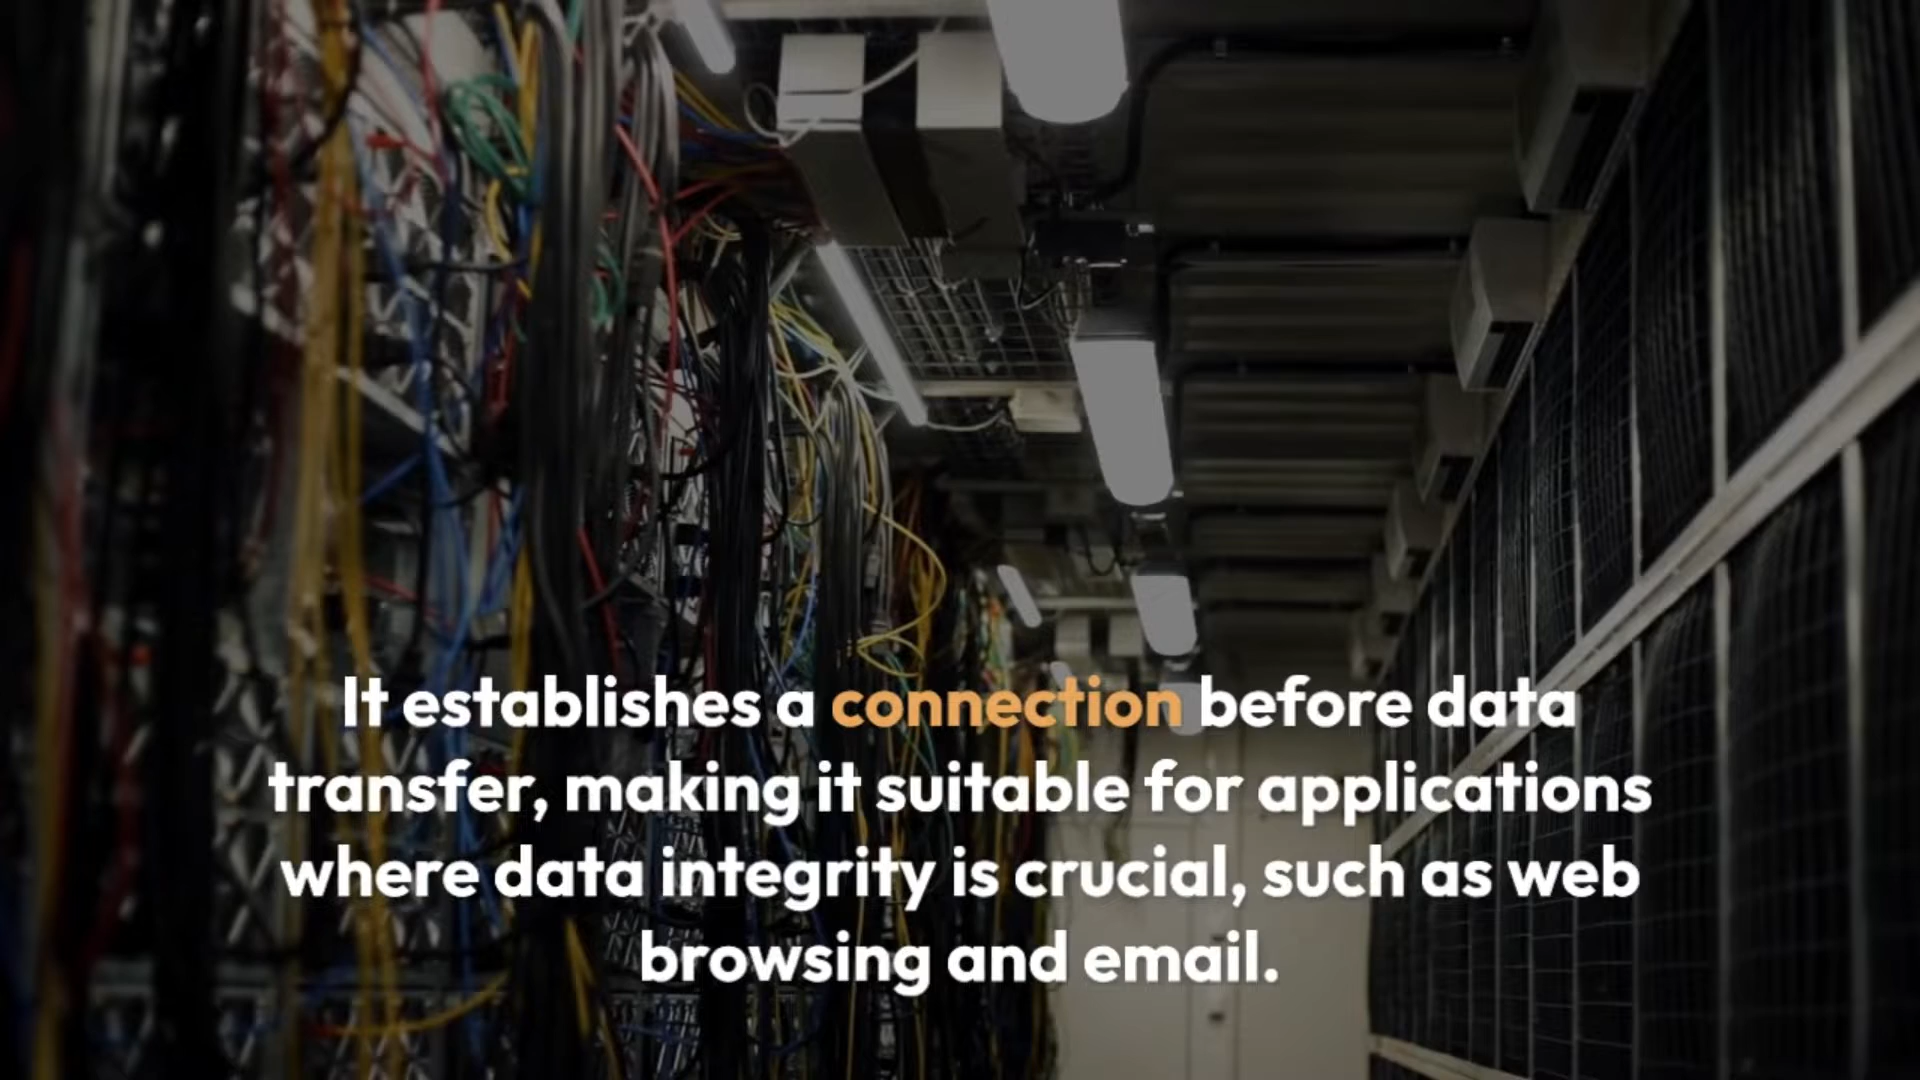 It establishes a connection before data
transfer, making it suitable for applications
where data integrity is crucial, such as web
browsing and email.